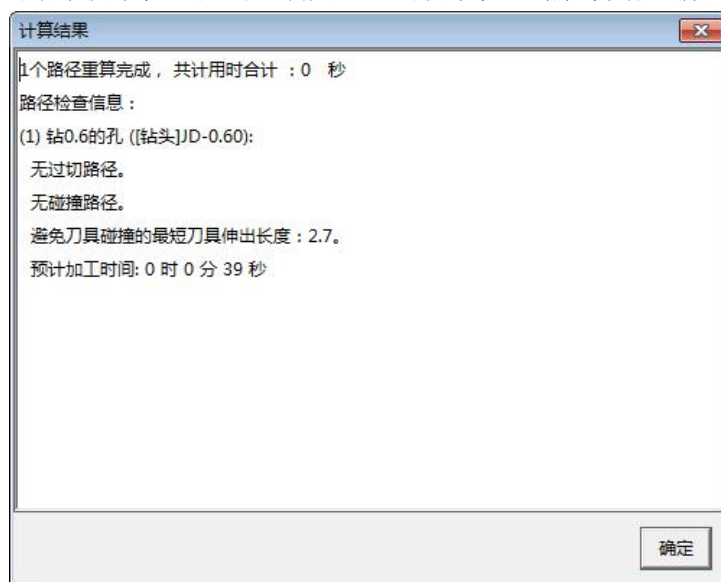 计算结果
1个路径重算完成，共计用时合计 ：0 秒
路径检查信息：
(1) 钻0.6的孔 ([钻头]JD-0.60):
无过切路径。
无碰撞路径。
避免刀具碰撞的最短刀具伸出长度：2.7。
预计加工时间: 0 时 0 分 39 秒
确定